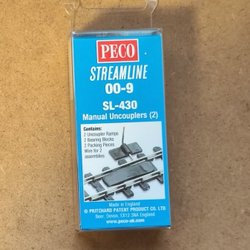 PECO
STREAMLINE
OO-9
SL-430
Manual Uncouplers (2)
Contains:
2 Uncoupler Ramps
2 Bearing Blocks
2 Packing Pieces
Wire for 2
assemblies
Made in England
© PRITCHARD PATENT PRODUCT CO. LTD
Beer, Devon, EX12 3NA England
www.peco-uk.com